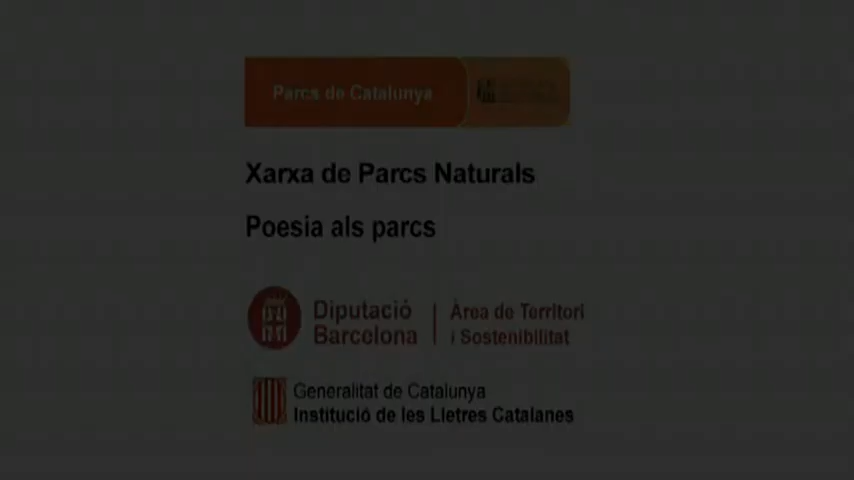 Parcs de Catalunya
Xarxa de Parcs Naturals
Poesia als parcs
Diputació
Barcelona
Àrea de Territori
i Sostenibilitat
Generalitat de Catalunya
Institució de les Lletres Catalanes